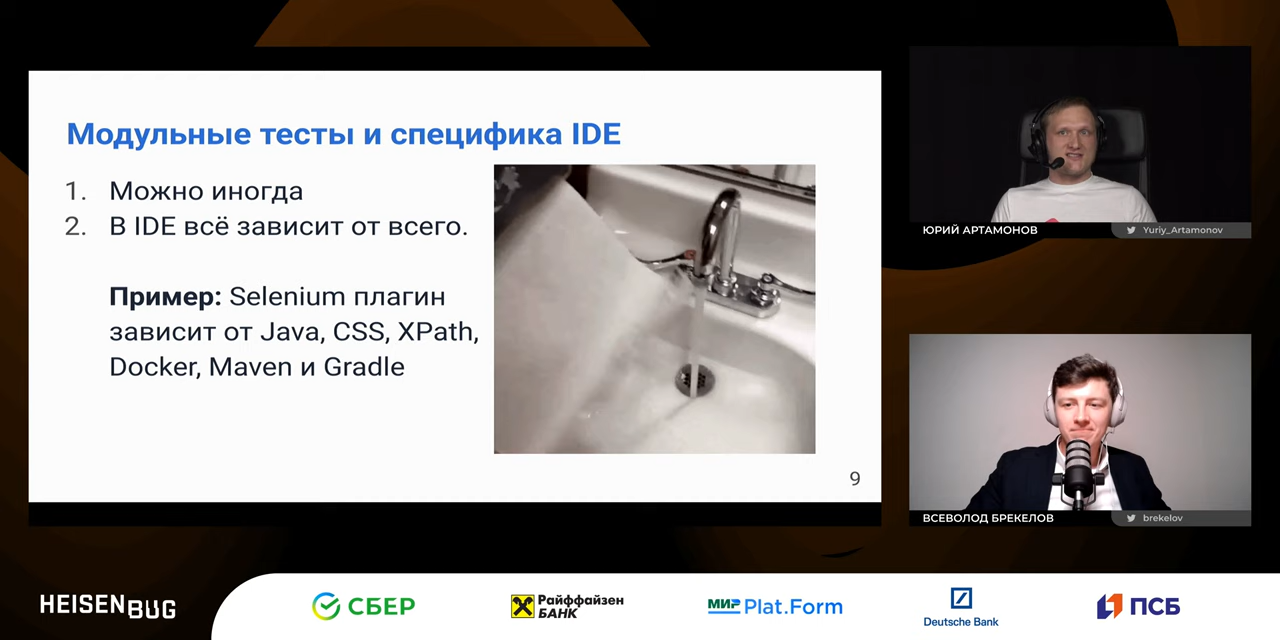 Модульные тесты и специфика IDE
1. Можно иногда
2. В IDE всё зависит от всего.
Пример: Selenium плагин
зависит от Java, CSS, XPath,
Docker, Maven и Gradle
9
ЮРИЙ АРТАМОНОВ
Yuriy_Artamonov
ВСЕВОЛОД БРЕКЕЛОВ
brekelov
HEISENBUG
СБЕР
Райффайзен
БАНК
МИР Plat.Form
Deutsche Bank
ПСБ